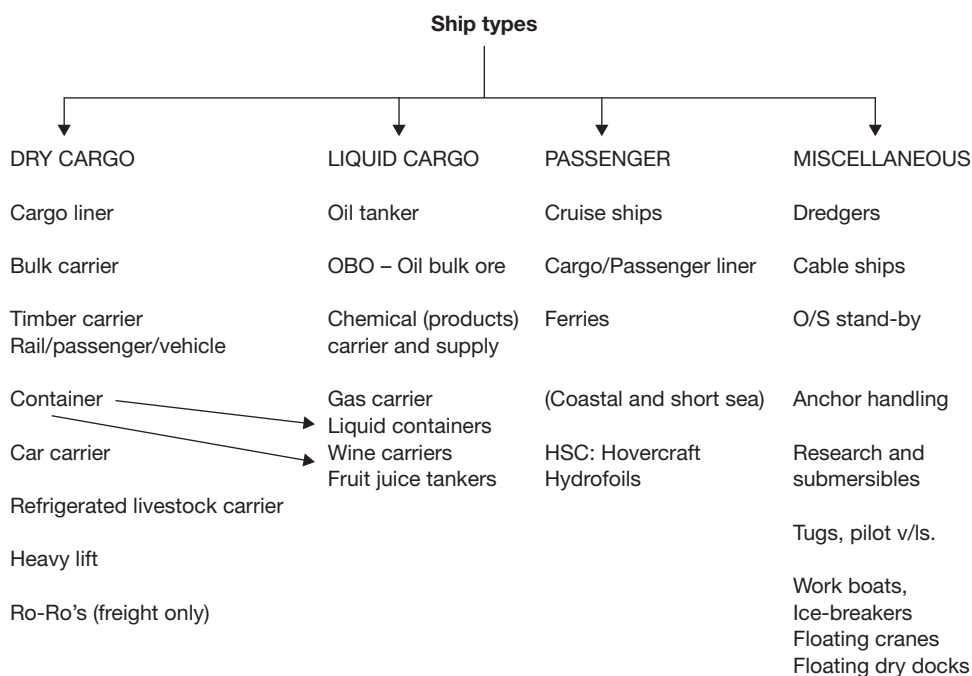 Ship types
DRY CARGO
Cargo liner
Bulk carrier
Timber carrier
Rail/passenger/vehicle
Container
Car carrier
Refrigerated livestock carrier
Heavy lift
Ro-Ro's (freight only)
LIQUID CARGO
Oil tanker
OBO – Oil bulk ore
Chemical (products)
carrier and supply
Gas carrier
Liquid containers
Wine carriers
Fruit juice tankers
PASSENGER
Cruise ships
Cargo/Passenger liner
Ferries
(Coastal and short sea)
HSC: Hovercraft
Hydrofoils
MISCELLANEOUS
Dredgers
Cable ships
O/S stand-by
Anchor handling
Research and
submersibles
Tugs, pilot v/ls.
Work boats,
Ice-breakers
Floating cranes
Floating dry docks